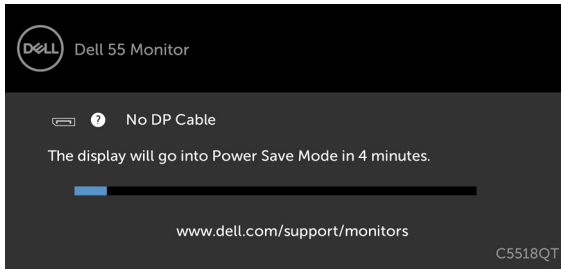 DELL Dell 55 Monitor
? No DP Cable
The display will go into Power Save Mode in 4 minutes.
www.dell.com/support/monitors
C5518QT